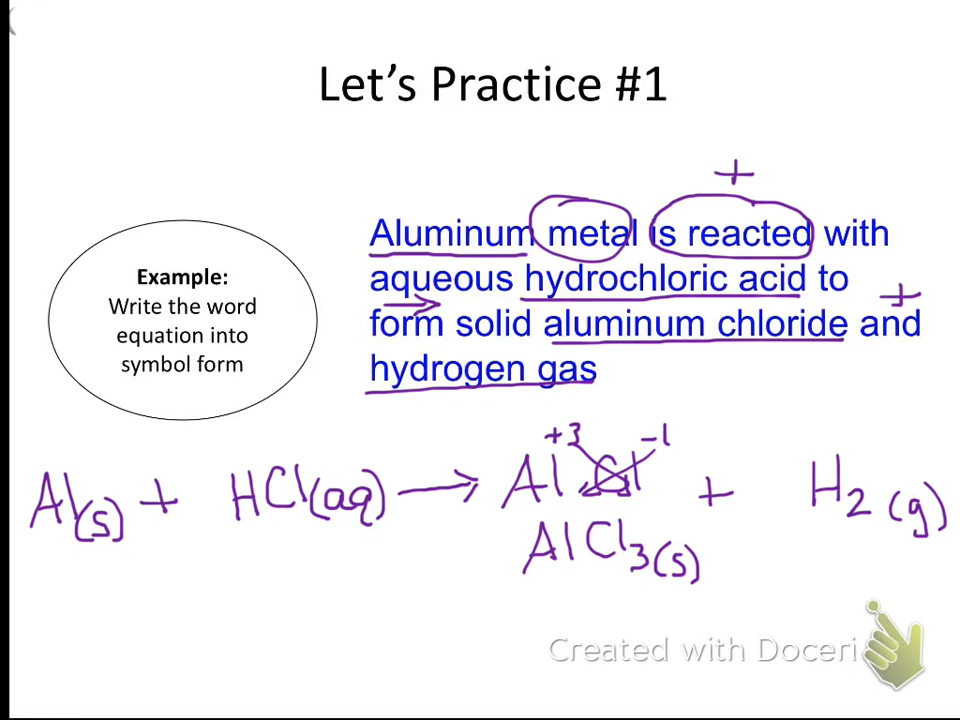 Let's Practice #1
+
Example:
Write the word
equation into
symbol form
Aluminum metal is reacted with
aqueous hydrochloric acid to
form solid aluminum chloride and
hydrogen gas
+
+3 -1
Al(s) + HCl(aq) → Al Cl + H2(g)
AlCl3(s)
Created with Doceri